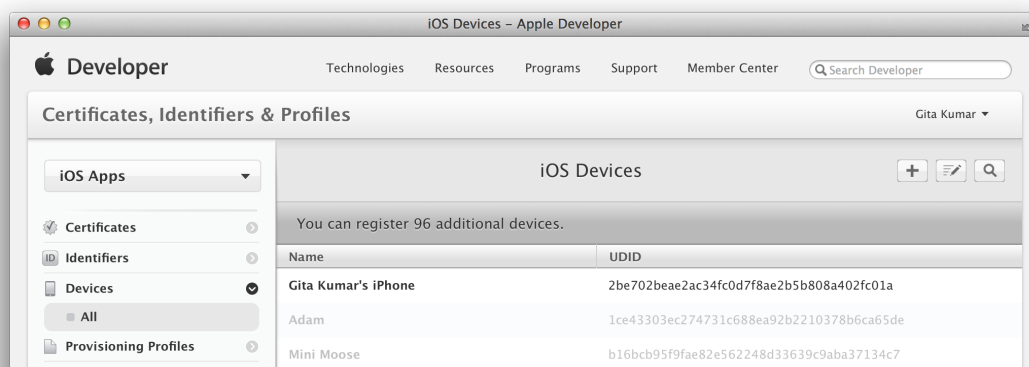 iOS Devices – Apple Developer
Developer
Technologies Resources Programs Support Member Center Search Developer
Certificates, Identifiers & Profiles
Gita Kumar
iOS Apps
iOS Devices
You can register 96 additional devices.
Certificates
ID Identifiers
Devices
All
Provisioning Profiles
Name UDID
Gita Kumar's iPhone 2be702beae2ac34fc0d7f8ae2b5b808a402fc01a
Adam 1ce43303ec274731c688ea92b2210378b6ca65de
Mini Moose b16bcb95f9fae82e562248d33639c9aba37134c7